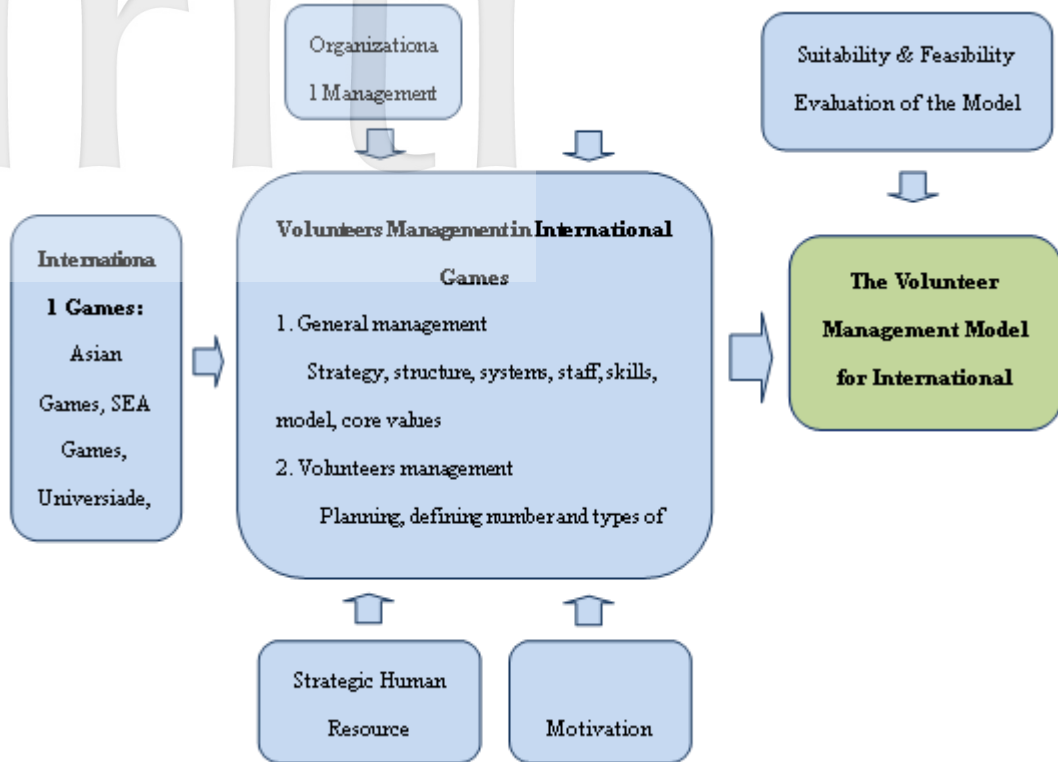 Organizationa
l Management
Suitability & Feasibility
Evaluation of the Model
Internationa
l Games:
Asian
Games, SEA
Games,
Universiade,
Volunteers Management in International
Games
1. General management
Strategy, structure, systems, staff, skills,
model, core values
2. Volunteers management
Planning, defining number and types of
The Volunteer
Management Model
for International
Strategic Human
Resource
Motivation